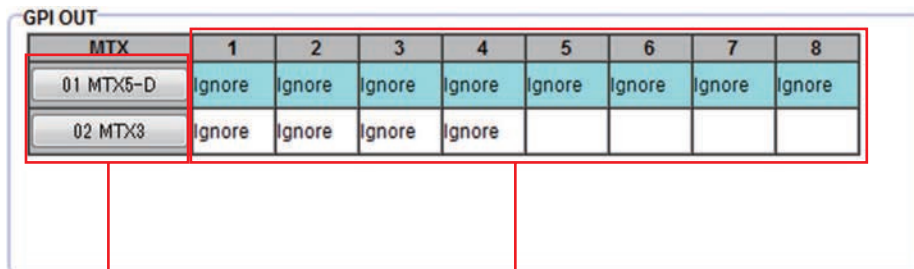 GPI OUT
MTX 1 2 3 4 5 6 7 8
01 MTX5-D Ignore Ignore Ignore Ignore Ignore Ignore Ignore Ignore
02 MTX3 Ignore Ignore Ignore Ignore